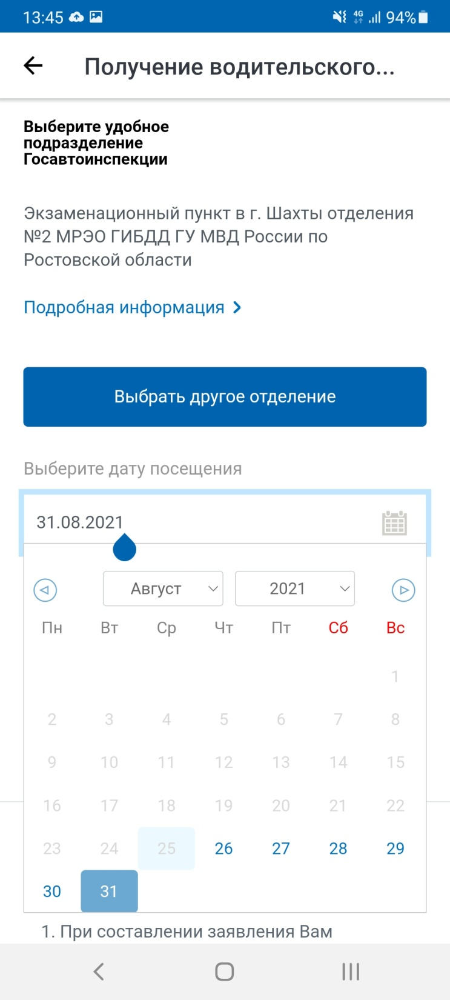 13:45 4G 94%
Получение водительского...
Выберите удобное
подразделение
Госавтоинспекции
Экзаменационный пункт в г. Шахты отделения
№2 МРЭО ГИБДД ГУ МВД России по
Ростовской области
Подробная информация
Выбрать другое отделение
Выберите дату посещения
31.08.2021
Август 2021
Пн Вт Ср Чт Пт Сб Вс
1
2 3 4 5 6 7 8
9 10 11 12 13 14 15
16 17 18 19 20 21 22
23 24 25 26 27 28 29
30 31
1. При составлении заявления Вам